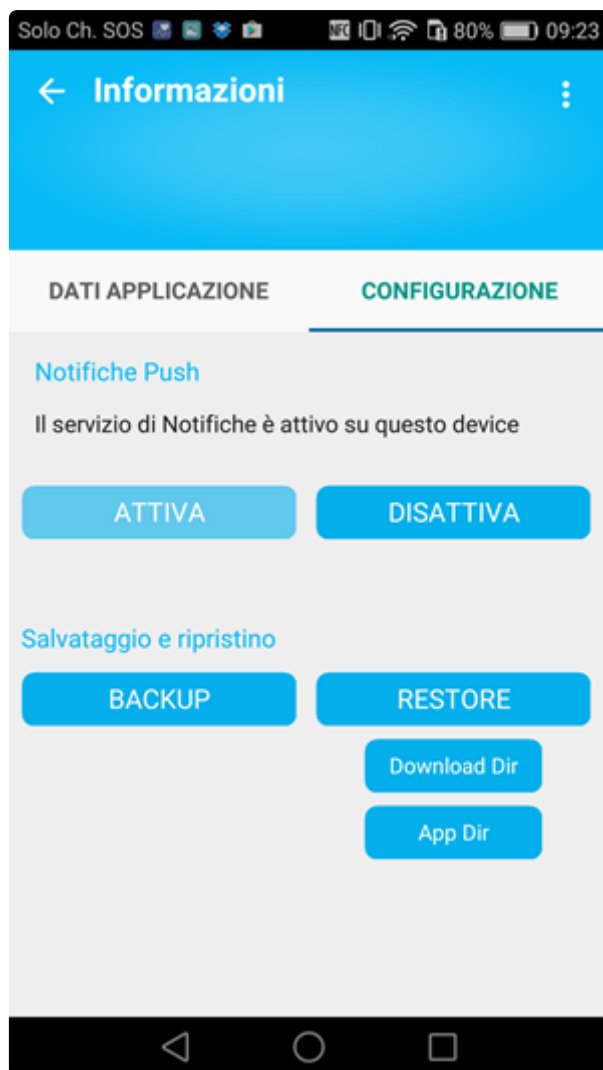 Solo Ch. SOS NFC 80% 09:23
Informazioni
DATI APPLICAZIONE CONFIGURAZIONE
Notifiche Push
Il servizio di Notifiche è attivo su questo device
ATTIVA DISATTIVA
Salvataggio e ripristino
BACKUP RESTORE
Download Dir
App Dir